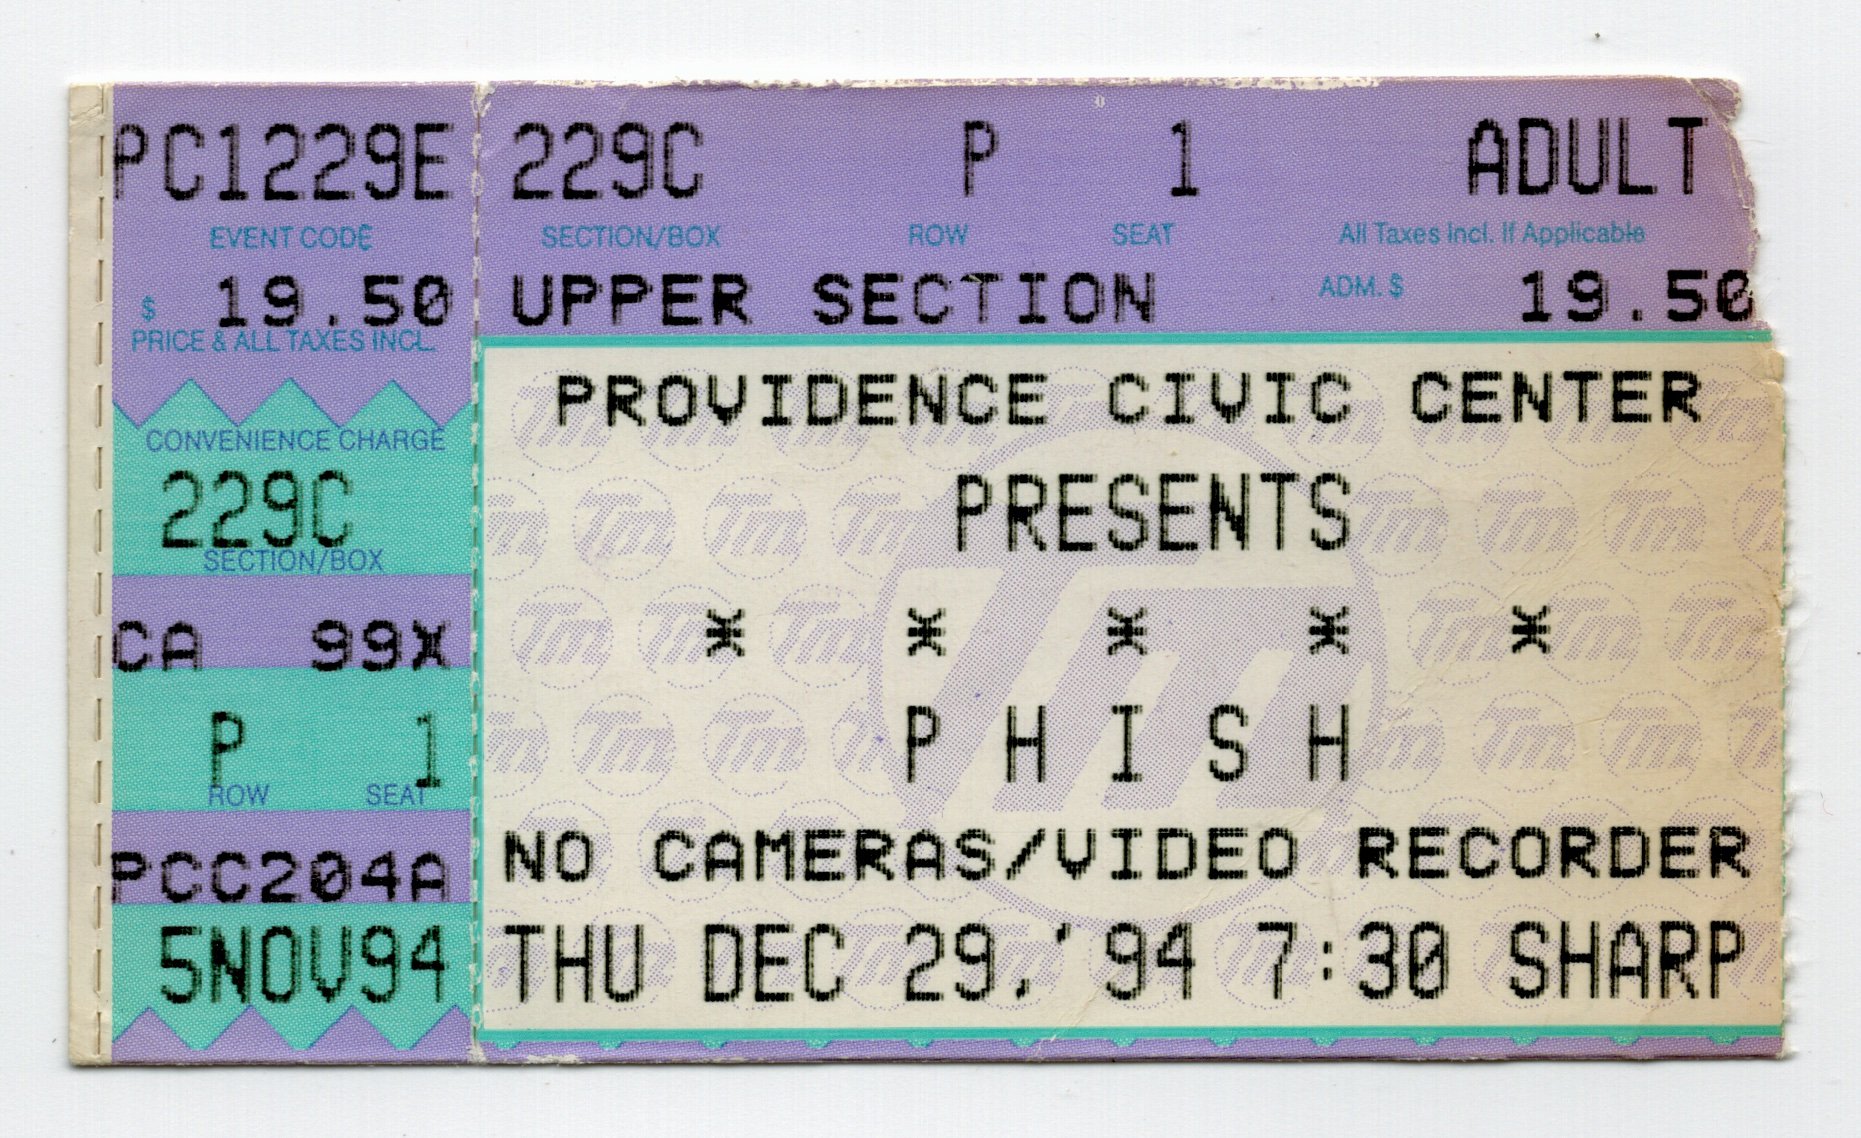 PC1229E
EVENT CODE
$ 19.50
PRICE & ALL TAXES INCL.
CONVENIENCE CHARGE
229C
SECTION/BOX
CA 99X
P 1
ROW SEAT
PCC204A
5NOV94
229C P 1 ADULT
SECTION/BOX ROW SEAT All Taxes Incl. If Applicable
UPPER SECTION ADM. $ 19.50
PROVIDENCE CIVIC CENTER
PRESENTS
* * * * *
P H I S H
NO CAMERAS/VIDEO RECORDER
THU DEC 29, '94 7:30 SHARP